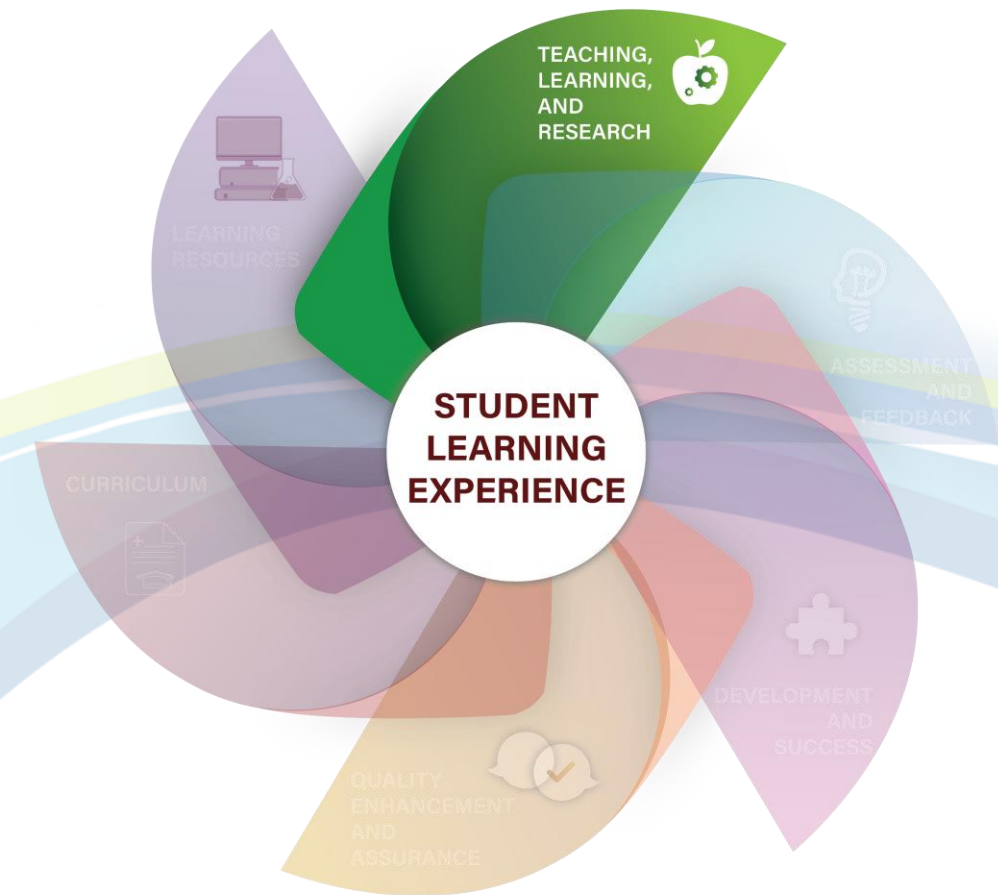 TEACHING,
LEARNING,
AND
RESEARCH
LEARNING
RESOURCES
ASSESSMENT
AND
FEEDBACK
STUDENT
LEARNING
EXPERIENCE
CURRICULUM
DEVELOPMENT
AND
SUCCESS
QUALITY
ENHANCEMENT
AND
ASSURANCE